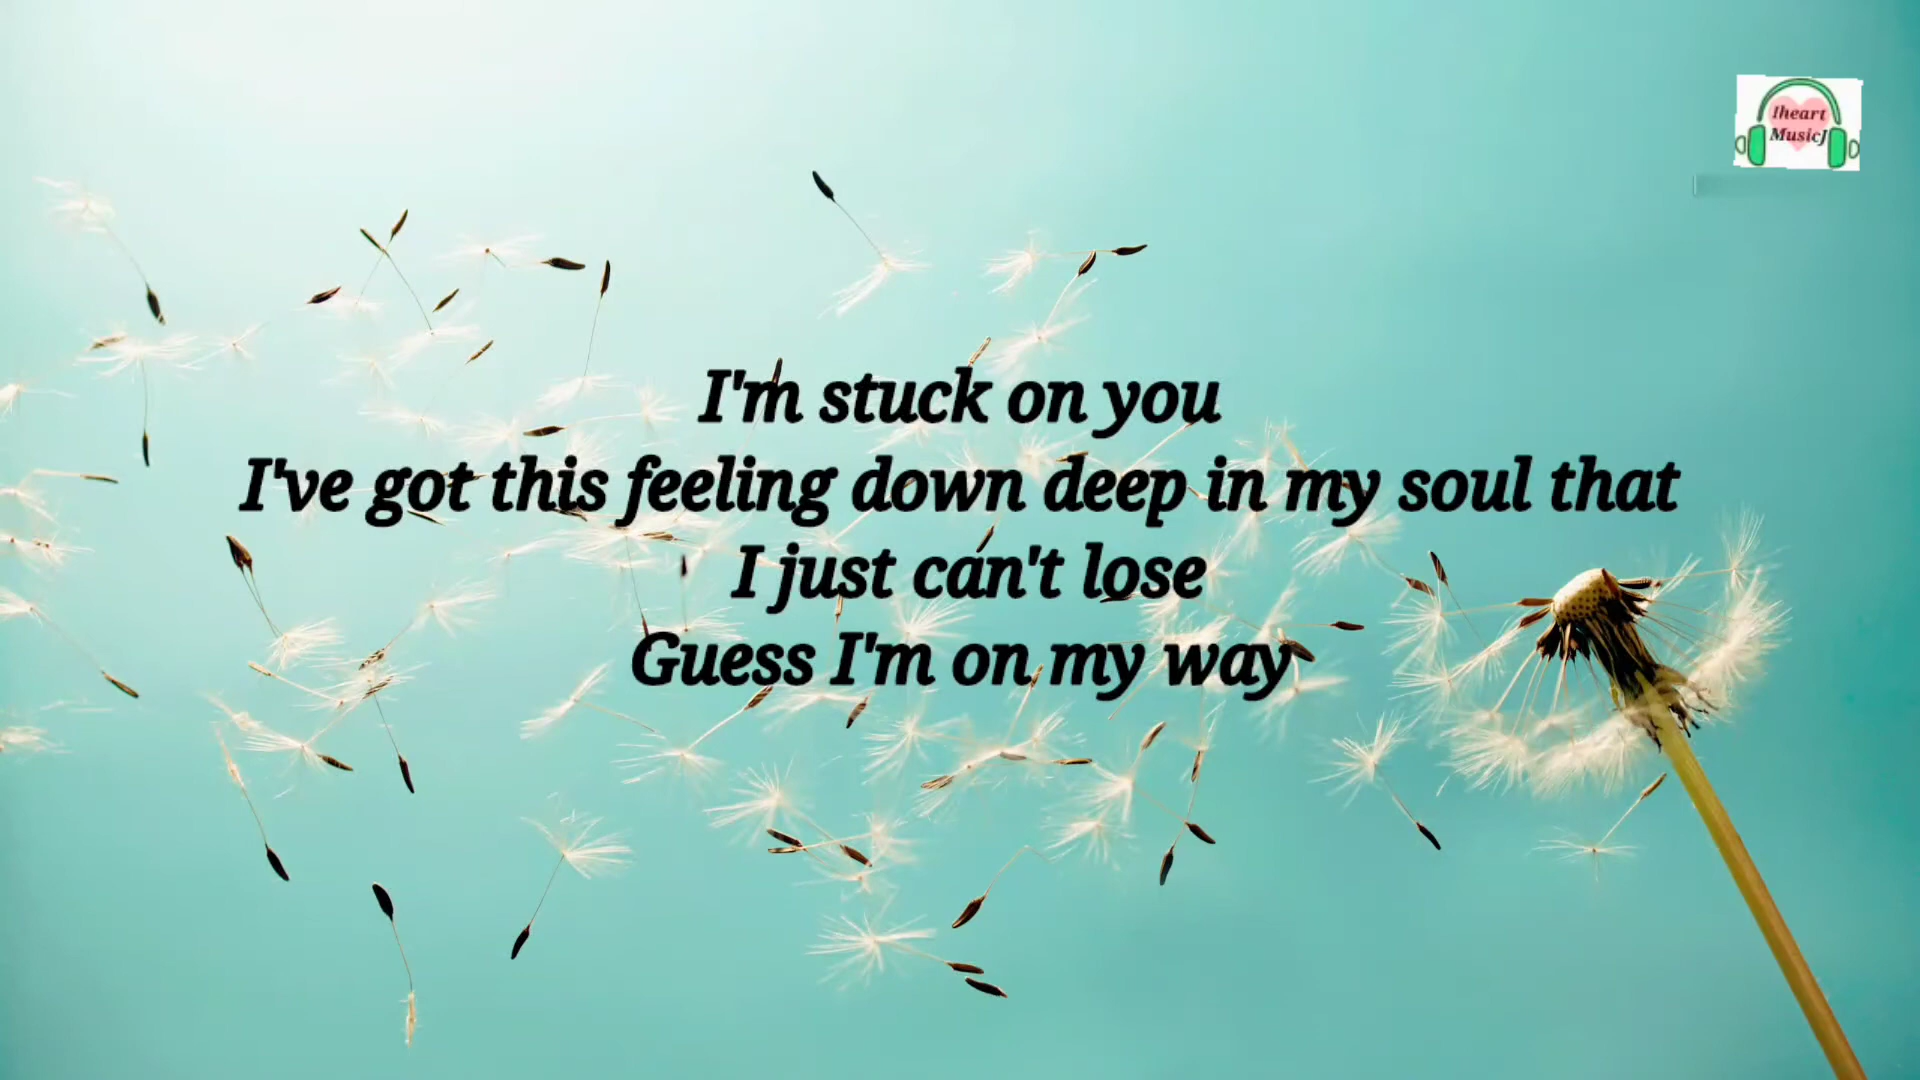 Iheart
MusicJ
I'm stuck on you
I've got this feeling down deep in my soul that
I just can't lose
Guess I'm on my way